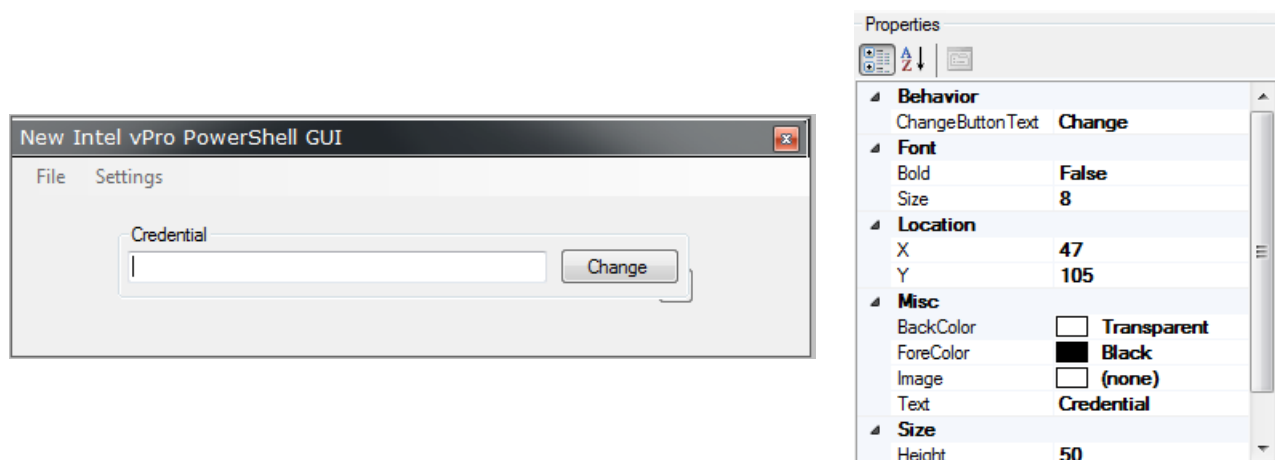 New Intel vPro PowerShell GUI
File Settings
Credential
Change
Properties
Behavior
ChangeButtonText Change
Font
Bold False
Size 8
Location
X 47
Y 105
Misc
BackColor Transparent
ForeColor Black
Image (none)
Text Credential
Size
Height 50